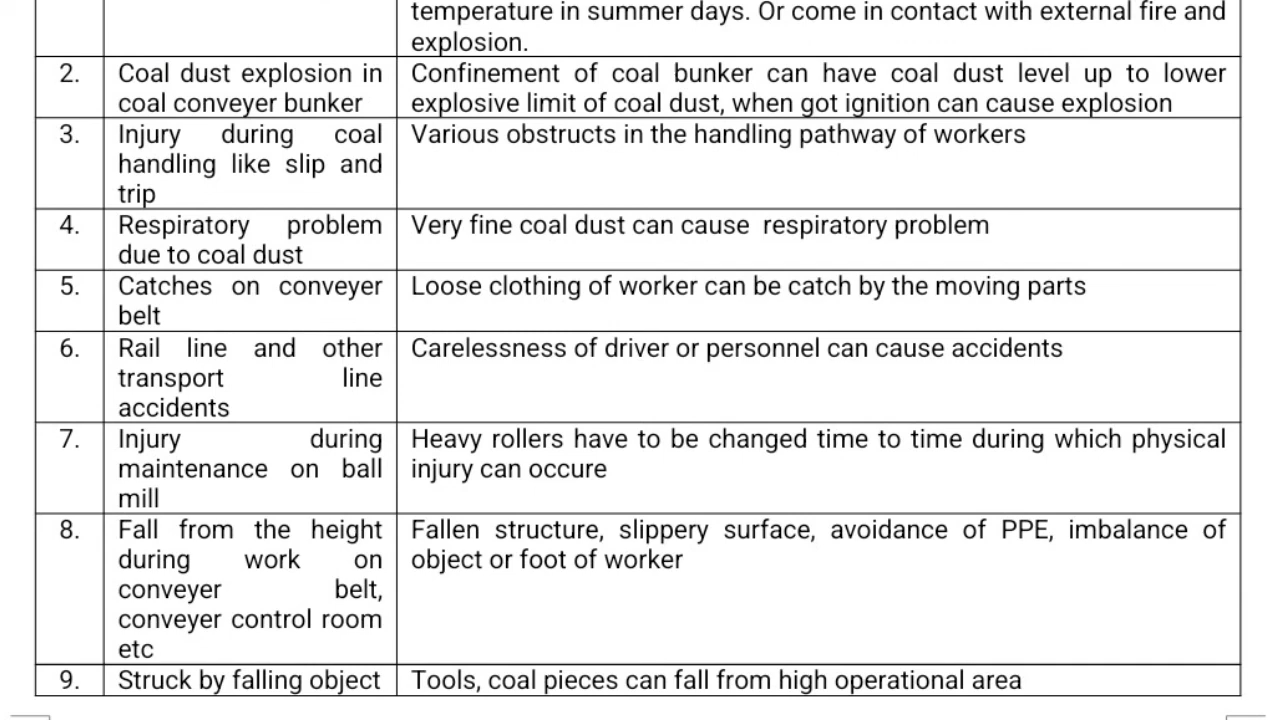 temperature in summer days. Or come in contact with external fire and
explosion.
2. Coal dust explosion in Confinement of coal bunker can have coal dust level up to lower
coal conveyer bunker explosive limit of coal dust, when got ignition can cause explosion
3. Injury during coal Various obstructs in the handling pathway of workers
handling like slip and
trip
4. Respiratory problem Very fine coal dust can cause respiratory problem
due to coal dust
5. Catches on conveyer Loose clothing of worker can be catch by the moving parts
belt
6. Rail line and other Carelessness of driver or personnel can cause accidents
transport line
accidents
7. Injury during Heavy rollers have to be changed time to time during which physical
maintenance on ball injury can occure
mill
8. Fall from the height Fallen structure, slippery surface, avoidance of PPE, imbalance of
during work on object or foot of worker
conveyer belt,
conveyer control room
etc
9. Struck by falling object Tools, coal pieces can fall from high operational area